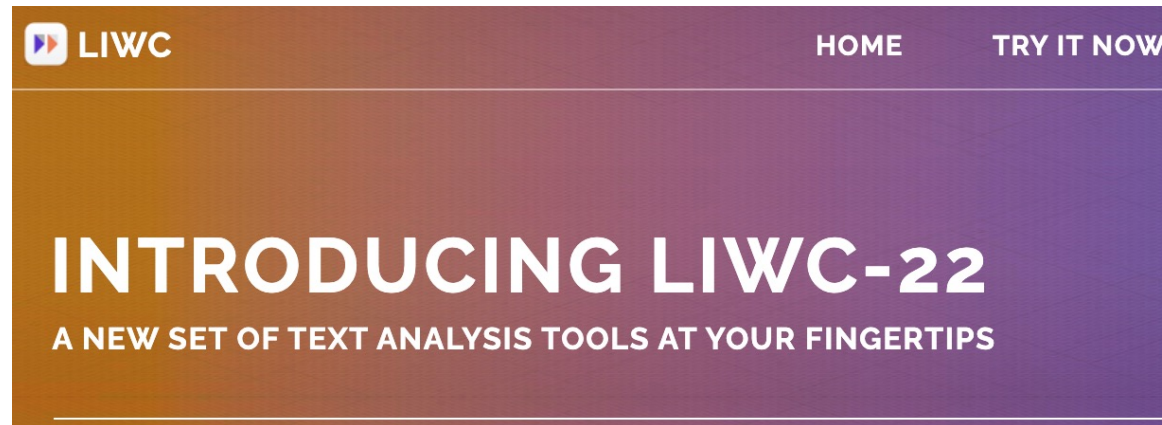 LIWC
HOME
TRY IT NOW
INTRODUCING LIWC-22
A NEW SET OF TEXT ANALYSIS TOOLS AT YOUR FINGERTIPS